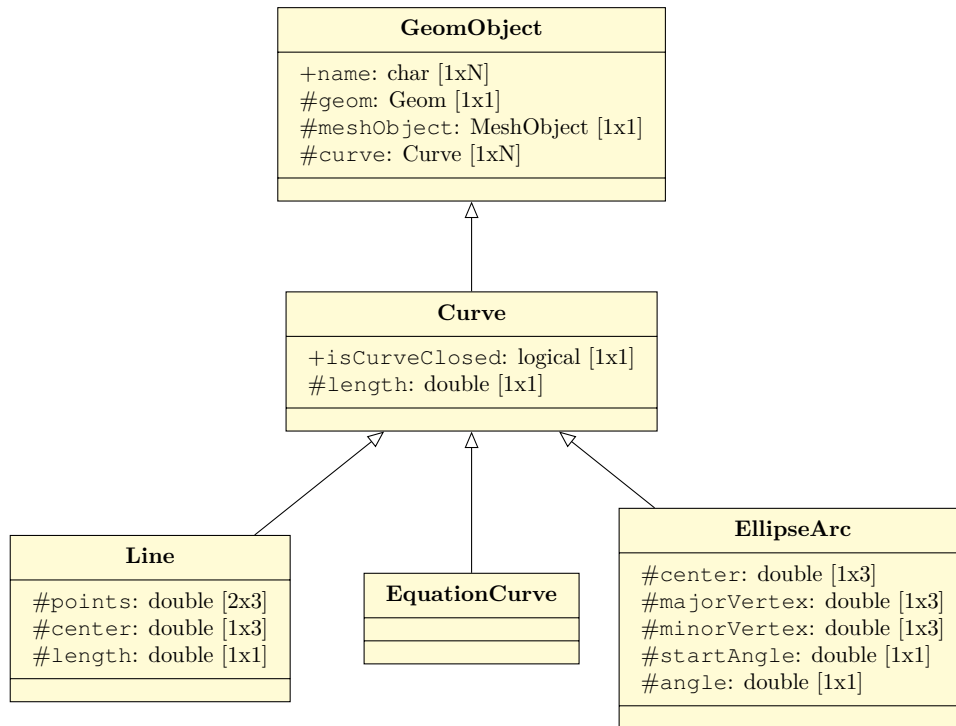 GeomObject
+name: char [1xN]
#geom: Geom [1x1]
#meshObject: MeshObject [1x1]
#curve: Curve [1xN]
Curve
+isCurveClosed: logical [1x1]
#length: double [1x1]
Line
#points: double [2x3]
#center: double [1x3]
#length: double [1x1]
EquationCurve
EllipseArc
#center: double [1x3]
#majorVertex: double [1x3]
#minorVertex: double [1x3]
#startAngle: double [1x1]
#angle: double [1x1]